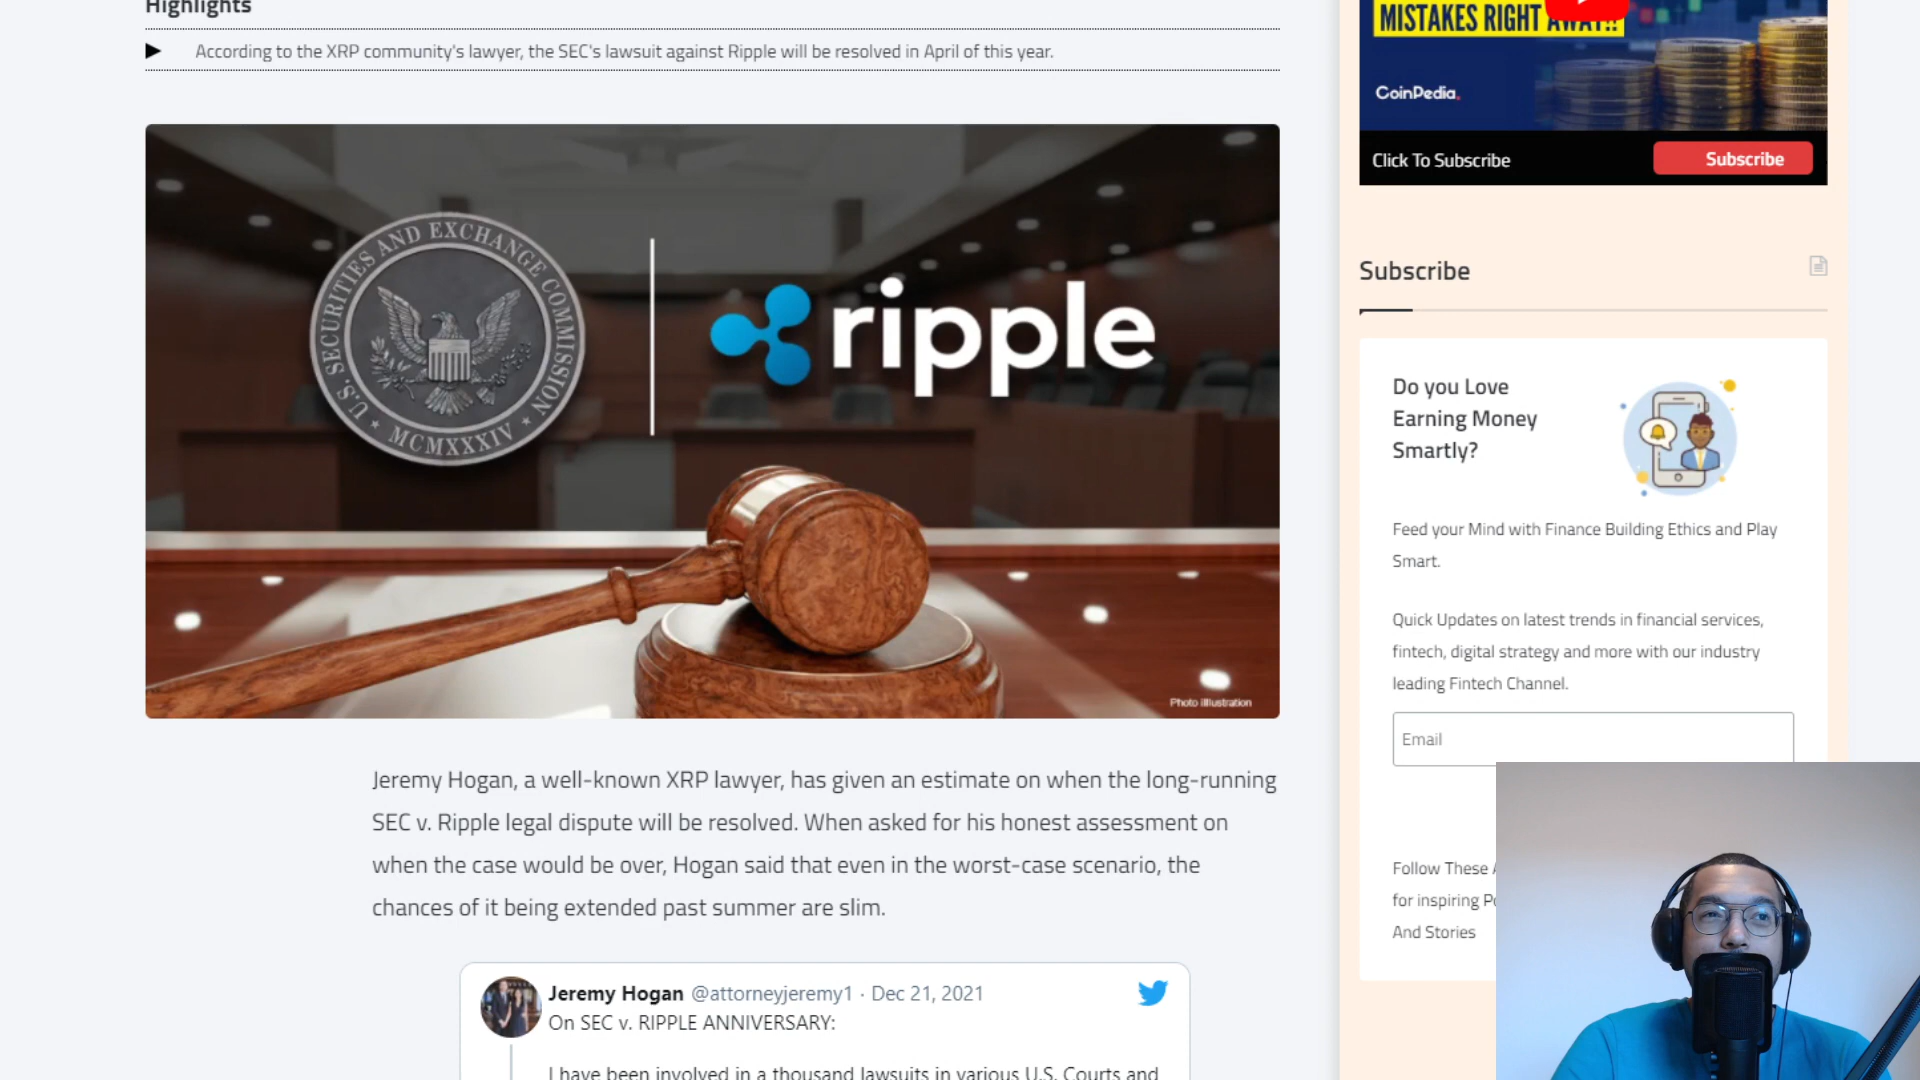 Highlights
According to the XRP community's lawyer, the SEC's lawsuit against Ripple will be resolved in April of this year.
U.S. SECURITIES AND EXCHANGE COMMISSION
MCMXXXIV
ripple
Photo Illustration
Jeremy Hogan, a well-known XRP lawyer, has given an estimate on when the long-running
SEC v. Ripple legal dispute will be resolved. When asked for his honest assessment on
when the case would be over, Hogan said that even in the worst-case scenario, the
chances of it being extended past summer are slim.
Jeremy Hogan @attorneyjeremy1 · Dec 21, 2021
On SEC v. RIPPLE ANNIVERSARY:
I have been involved in a thousand lawsuits in various U.S. Courts and
MISTAKES RIGHT AWAY!!
CoinPedia.
Click To Subscribe
Subscribe
Subscribe
Do you Love
Earning Money
Smartly?
Feed your Mind with Finance Building Ethics and Play
Smart.
Quick Updates on latest trends in financial services,
fintech, digital strategy and more with our industry
leading Fintech Channel.
Email
Follow These
for inspiring
And Stories